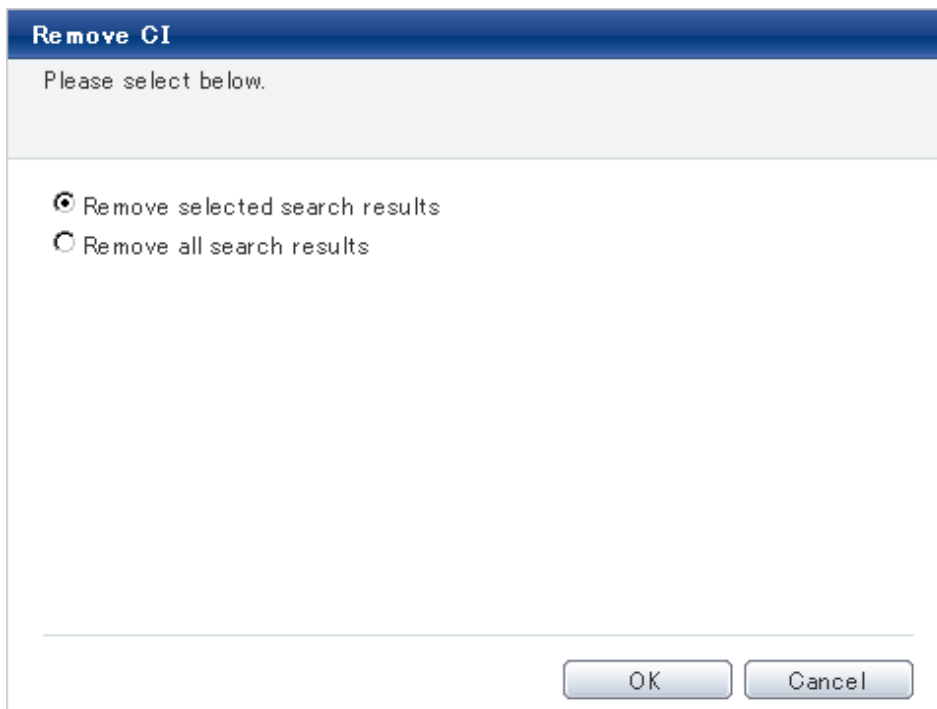 Remove CI
Please select below.
Remove selected search results
Remove all search results
OK Cancel